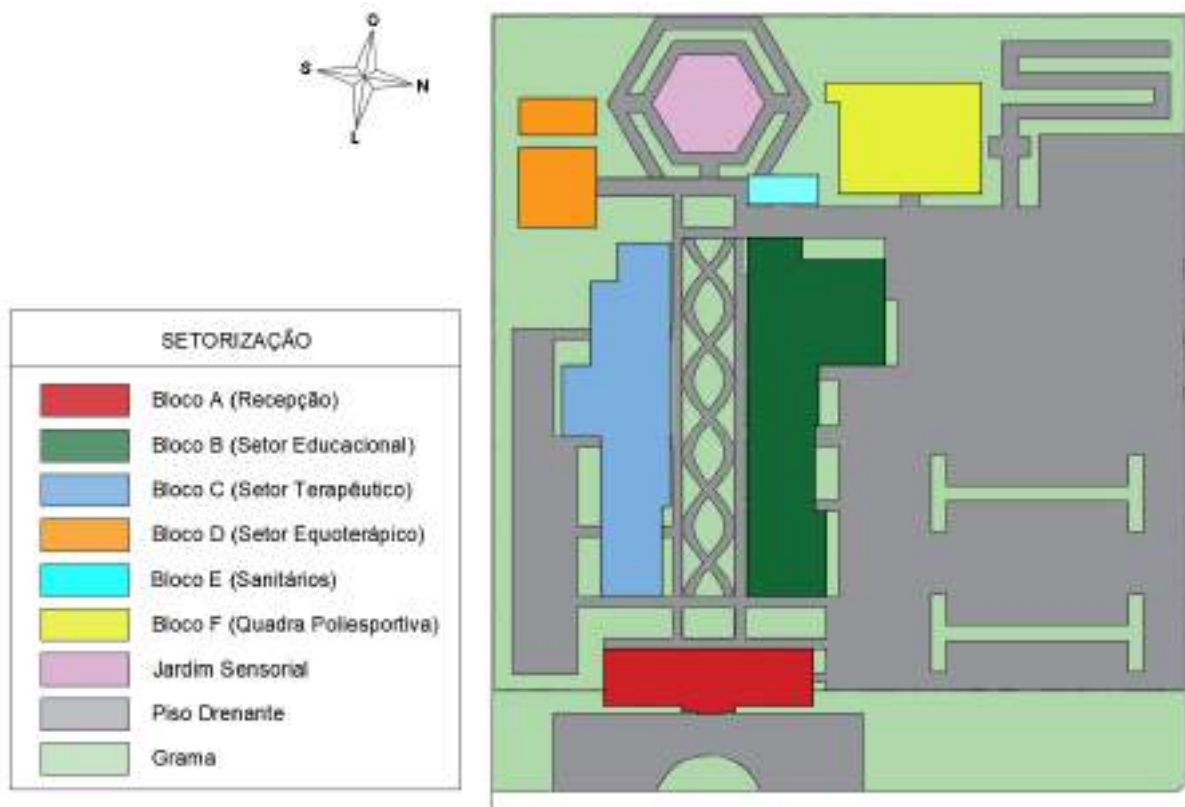 O
S
N
L
SETORIZAÇÃO
Bloco A (Recepção)
Bloco B (Setor Educacional)
Bloco C (Setor Terapêutico)
Bloco D (Setor Equoterápico)
Bloco E (Sanitários)
Bloco F (Quadra Poliesportiva)
Jardim Sensorial
Piso Drenante
Grama